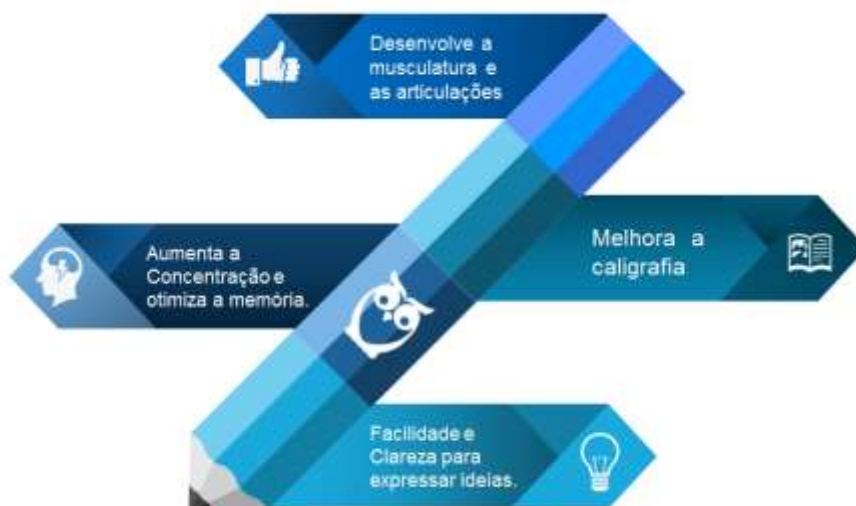 Desenvolve a
musculatura e
as articulações
Aumenta a
Concentração e
otimiza a memória.
Melhora a
caligrafia
Facilidade e
Clareza para
expressar ideias.